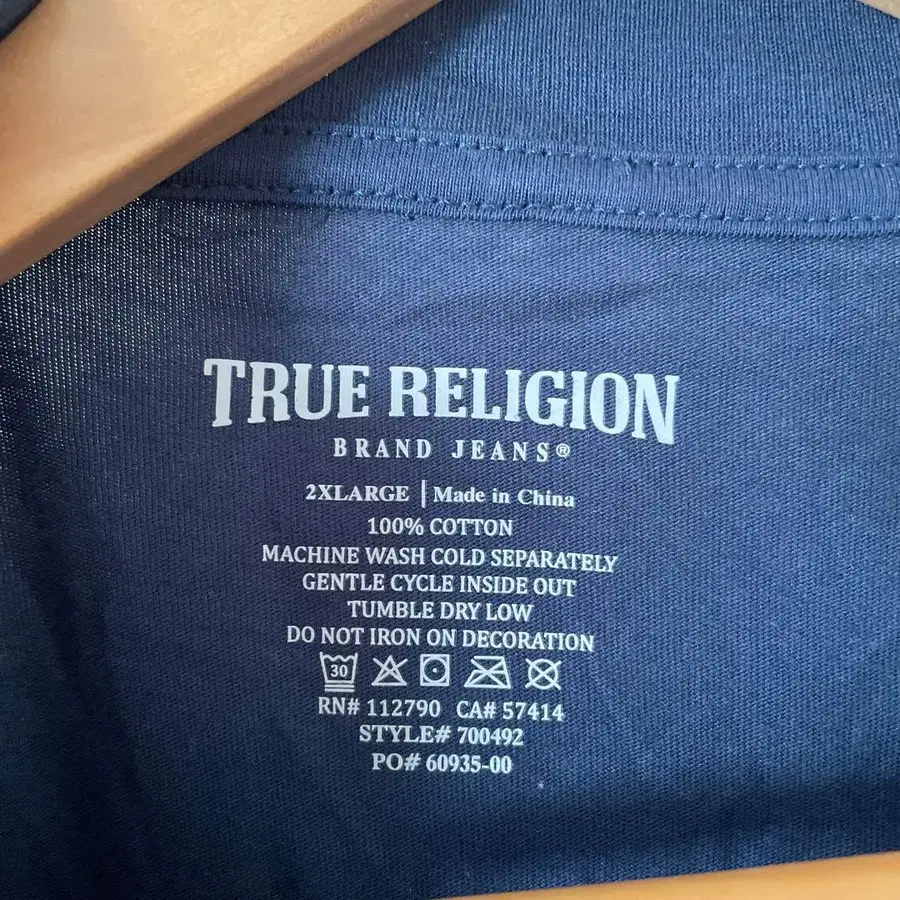 TRUE RELIGION
BRAND JEANS®
2XLARGE | Made in China
100% COTTON
MACHINE WASH COLD SEPARATELY
GENTLE CYCLE INSIDE OUT
TUMBLE DRY LOW
DO NOT IRON ON DECORATION
30
RN# 112790 CA# 57414
STYLE# 700492
PO# 60935-00